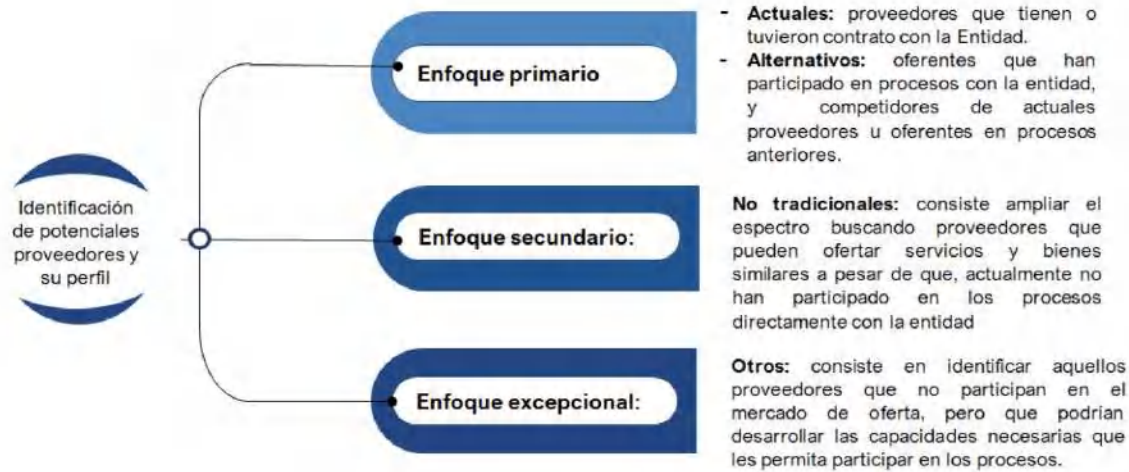 Identificación
de potenciales
proveedores y
su perfil
Enfoque primario
- Actuales: proveedores que tienen o
tuvieron contrato con la Entidad.
- Alternativos: oferentes que han
participado en procesos con la entidad,
y competidores de actuales
proveedores u oferentes en procesos
anteriores.
Enfoque secundario:
No tradicionales: consiste ampliar el
espectro buscando proveedores que
pueden ofertar servicios y bienes
similares a pesar de que, actualmente no
han participado en los procesos
directamente con la entidad
Enfoque excepcional:
Otros: consiste en identificar aquellos
proveedores que no participan en el
mercado de oferta, pero que podrían
desarrollar las capacidades necesarias que
les permita participar en los procesos.